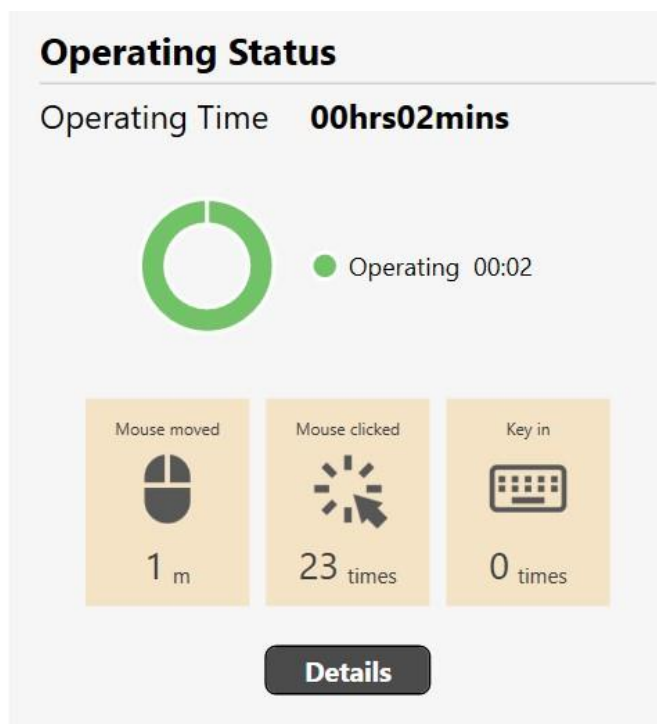 Operating Status
Operating Time 00hrs02mins
Operating 00:02
Mouse moved
1 m
Mouse clicked
23 times
Key in
0 times
Details